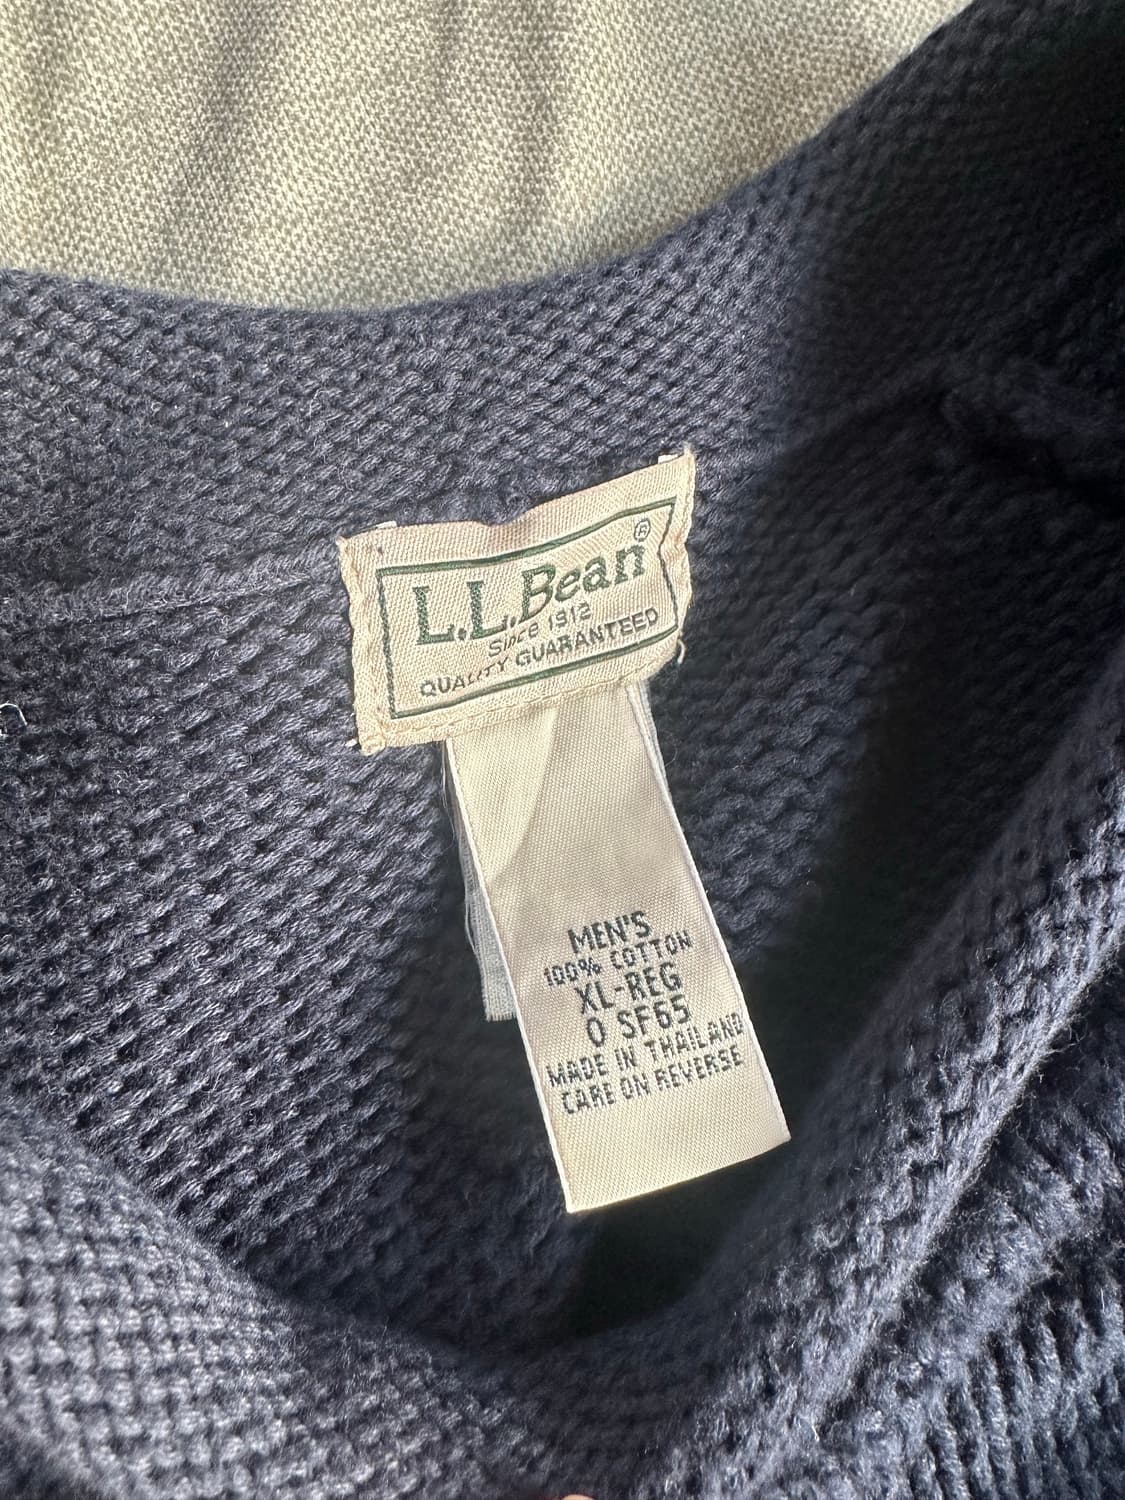 L.L.Bean®
Since 1912
QUALITY GUARANTEED
MEN'S
100% COTTON
XL-REG
0 SF65
MADE IN THAILAND
CARE ON REVERSE